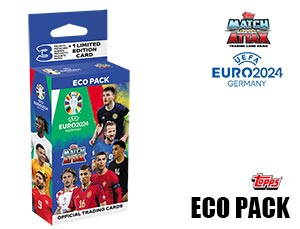 3
+ 1 LIMITED
EDITION CARD
ECO PACK
UEFA
EURO2024
GERMANY
MATCH
ATTAX
OFFICIAL TRADING CARDS
topps
MATCH
ATTAX
TRADING CARD GAME
UEFA
EURO2024
GERMANY
topps
ECO PACK